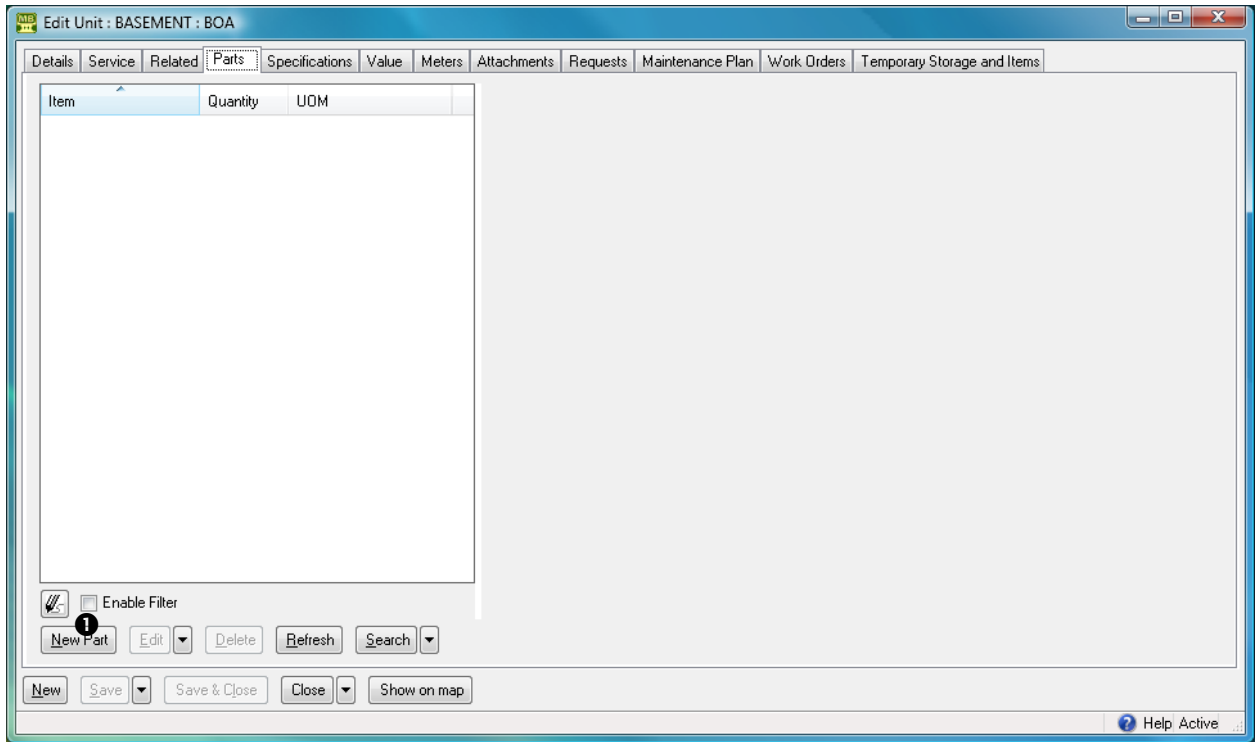 MB Edit Unit : BASEMENT : BOA
Details Service Related Parts Specifications Value Meters Attachments Requests Maintenance Plan Work Orders Temporary Storage and Items
Item Quantity UOM
Enable Filter
1
New Part Edit Delete Refresh Search
New Save Save & Close Close Show on map
? Help Active